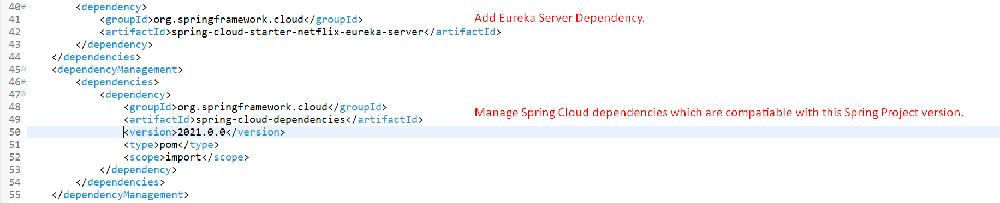 40 <dependency>
41 <groupId>org.springframework.cloud</groupId> Add Eureka Server Dependency.
42 <artifactId>spring-cloud-starter-netflix-eureka-server</artifactId>
43 </dependency>
44 </dependencies>
45 <dependencyManagement>
46 <dependencies>
47 <dependency>
48 <groupId>org.springframework.cloud</groupId> Manage Spring Cloud dependencies which are compatiable with this Spring Project version.
49 <artifactId>spring-cloud-dependencies</artifactId>
50 <version>2021.0.0</version>
51 <type>pom</type>
52 <scope>import</scope>
53 </dependency>
54 </dependencies>
55 </dependencyManagement>